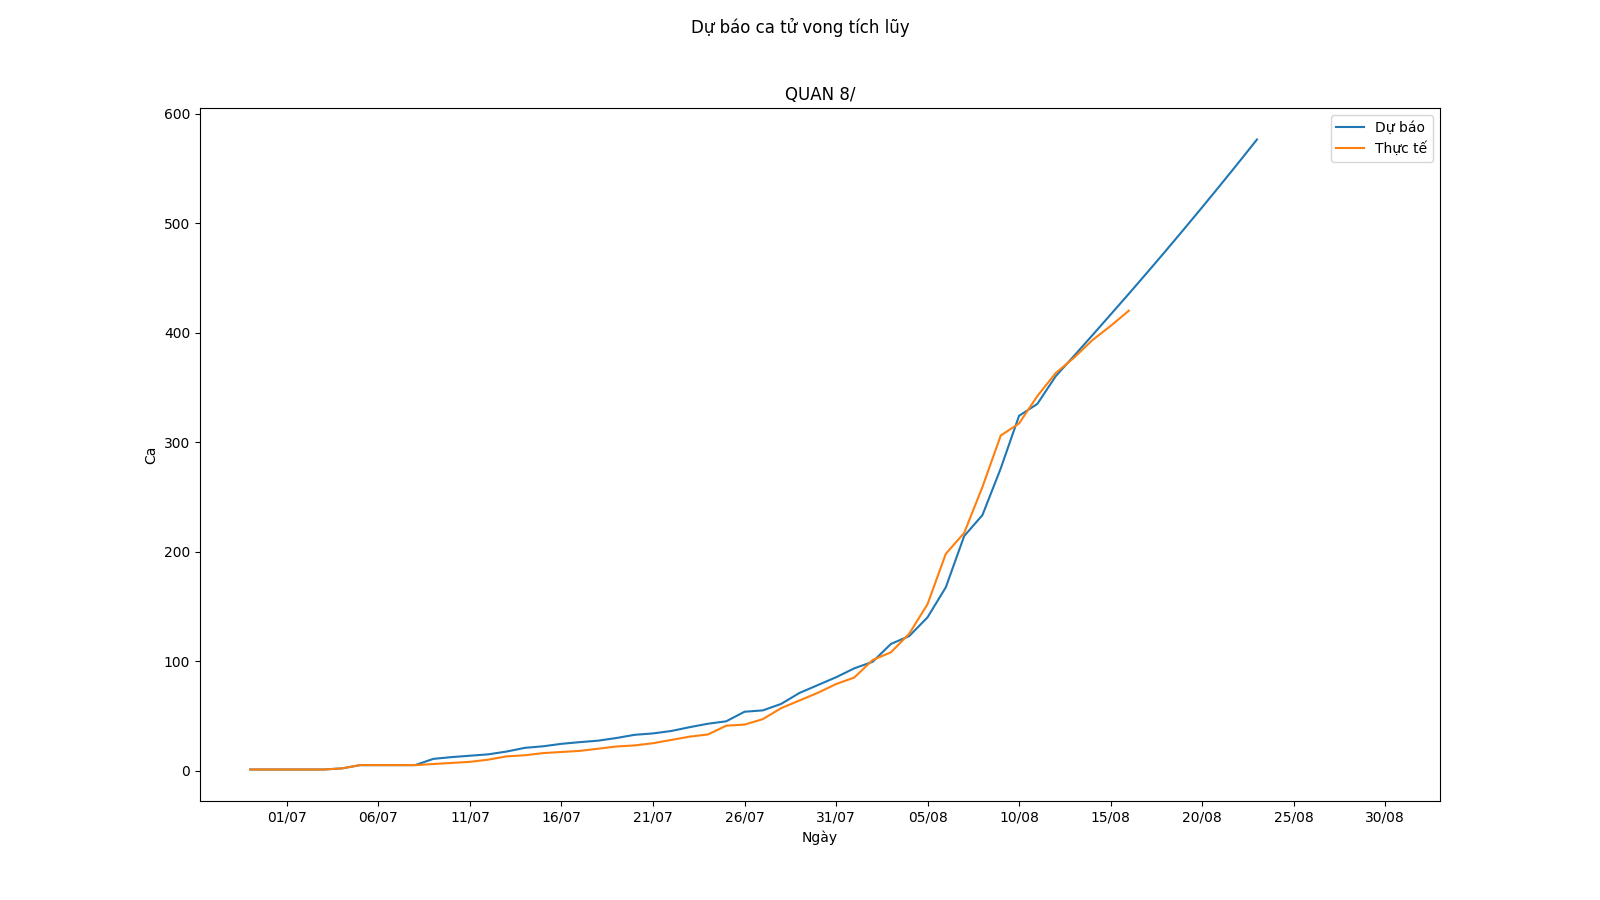 Dự báo ca tử vong tích lũy
QUAN 8/
Dự báo
Thực tế
600
500
400
300
200
100
0
Ca
01/07 06/07 11/07 16/07 21/07 26/07 31/07 05/08 10/08 15/08 20/08 25/08 30/08
Ngày